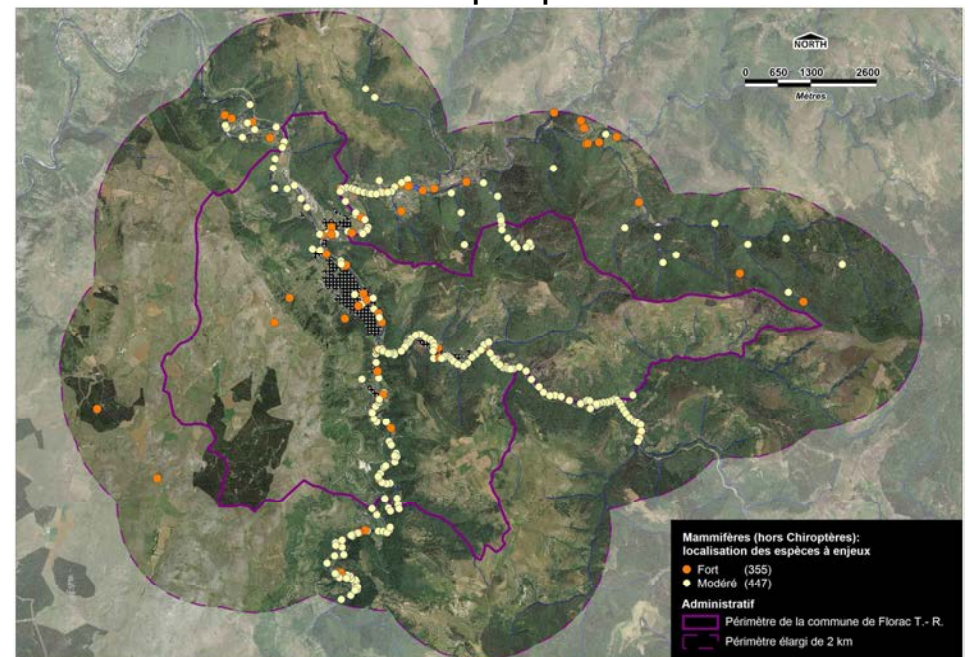 NORTH
0 650 1300 2600
Mètres
Mammifères (hors Chiroptères):
localisation des espèces à enjeux
Fort (355)
Modéré (447)
Administratif
Périmètre de la commune de Florac T.- R.
Périmètre élargi de 2 km